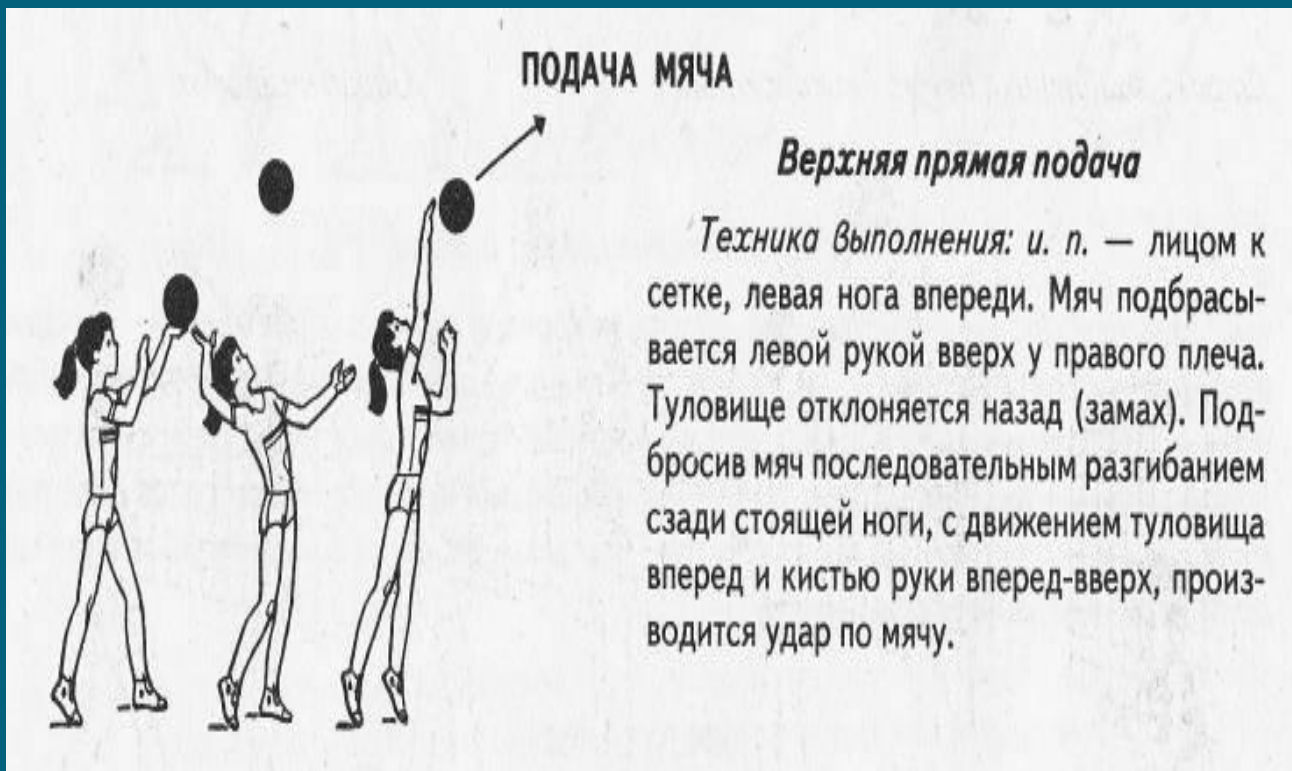 ПОДАЧА МЯЧА
Верхняя прямая подача
Техника выполнения: и. п. — лицом к
сетке, левая нога впереди. Мяч подбрасы-
вается левой рукой вверх у правого плеча.
Туловище отклоняется назад (замах). Под-
бросив мяч последовательным разгибанием
сзади стоящей ноги, с движением туловища
вперед и кистью руки вперед-вверх, произ-
водится удар по мячу.